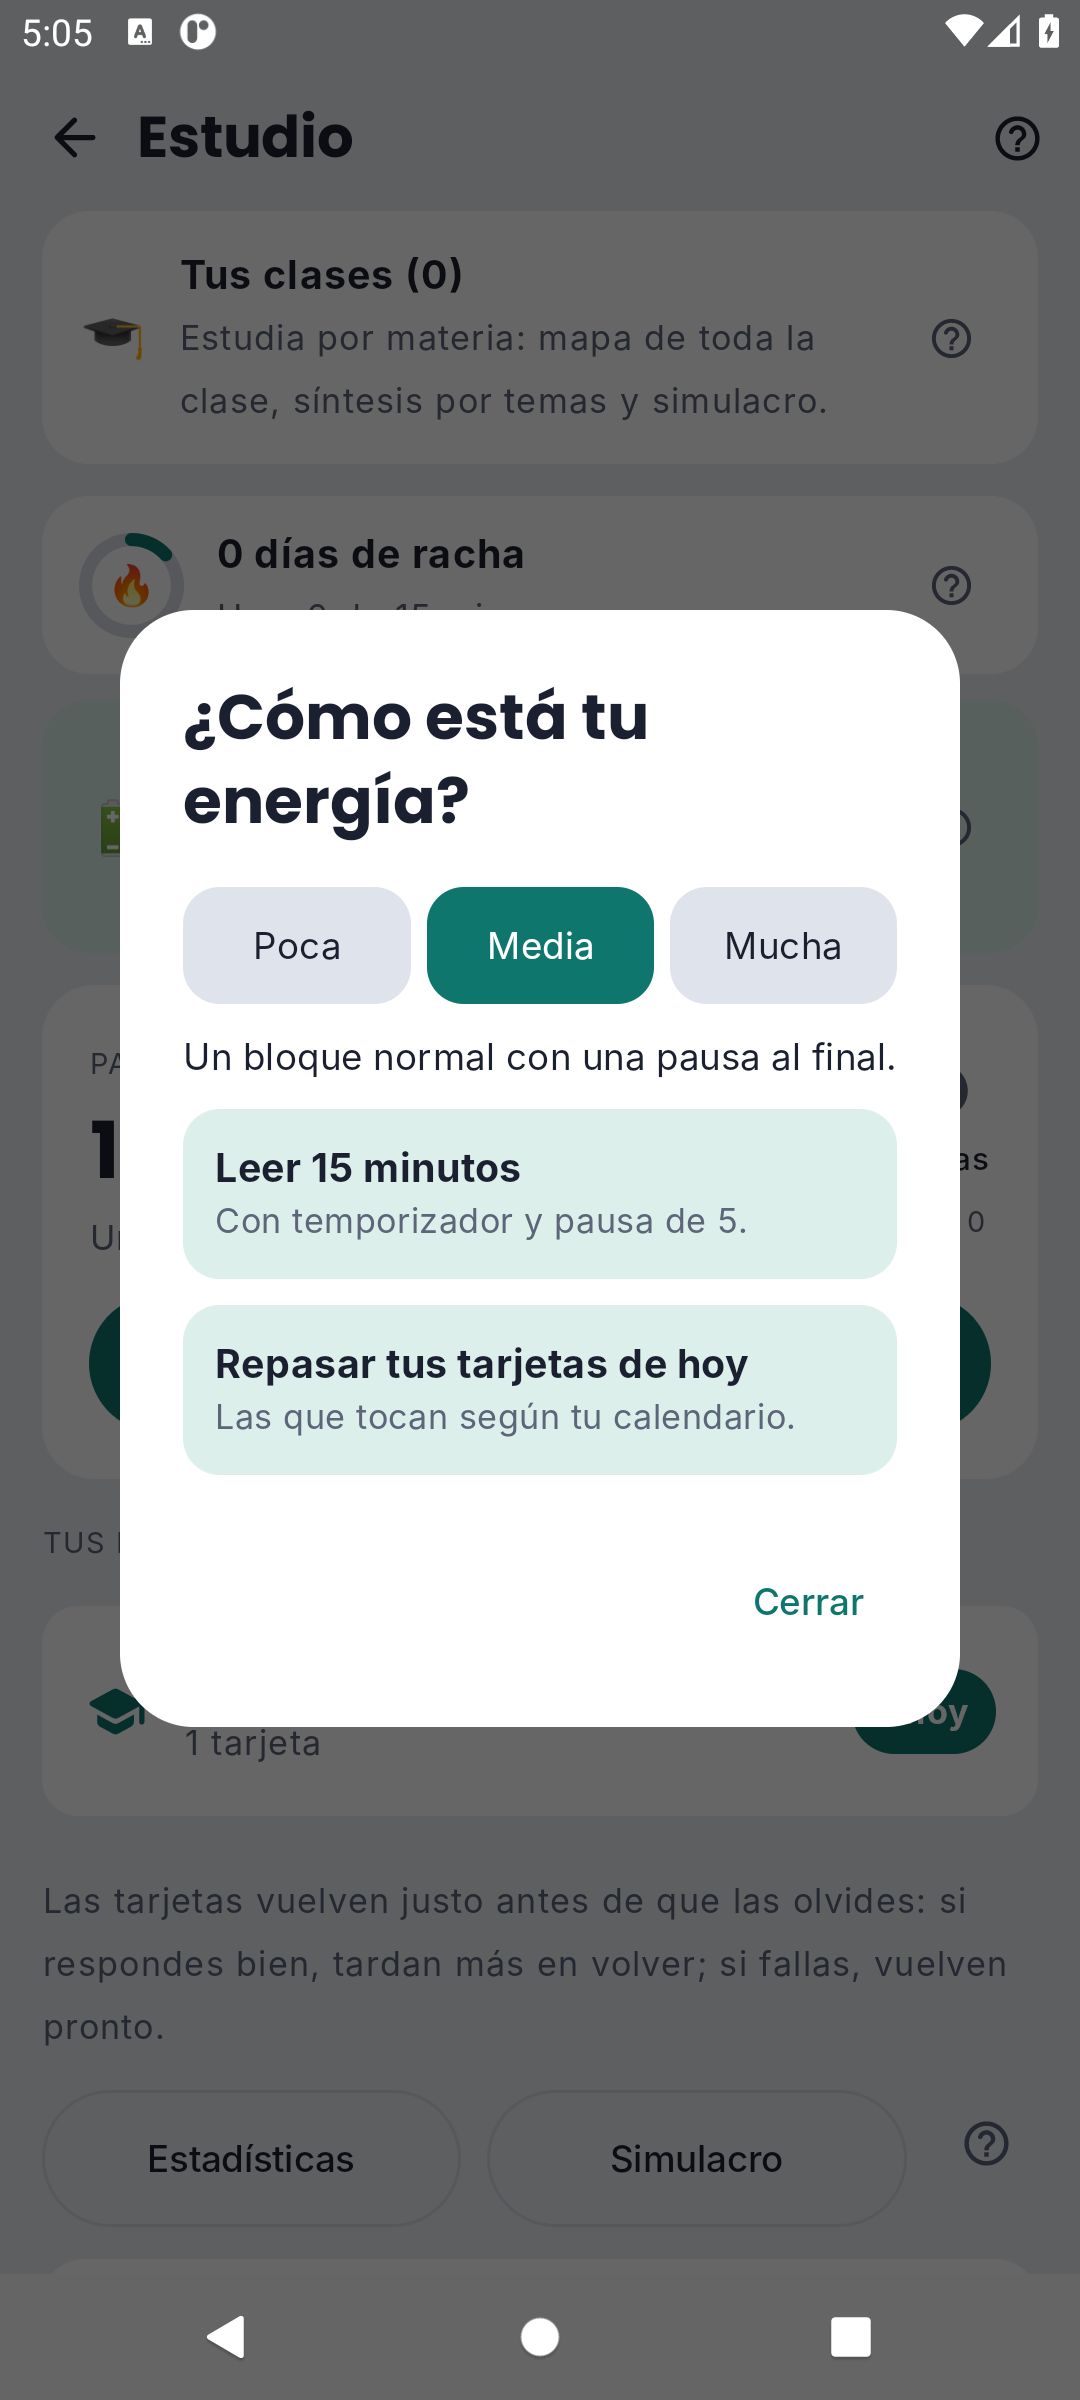 5:05
Estudio
Tus clases (0)
Estudia por materia: mapa de toda la
clase, síntesis por temas y simulacro.
0 días de racha
¿Cómo está tu
energía?
Poca
Media
Mucha
Un bloque normal con una pausa al final.
Leer 15 minutos
Con temporizador y pausa de 5.
Repasar tus tarjetas de hoy
Las que tocan según tu calendario.
Cerrar
TUS
1 tarjeta
Las tarjetas vuelven justo antes de que las olvides: si
respondes bien, tardan más en volver; si fallas, vuelven
pronto.
Estadísticas
Simulacro